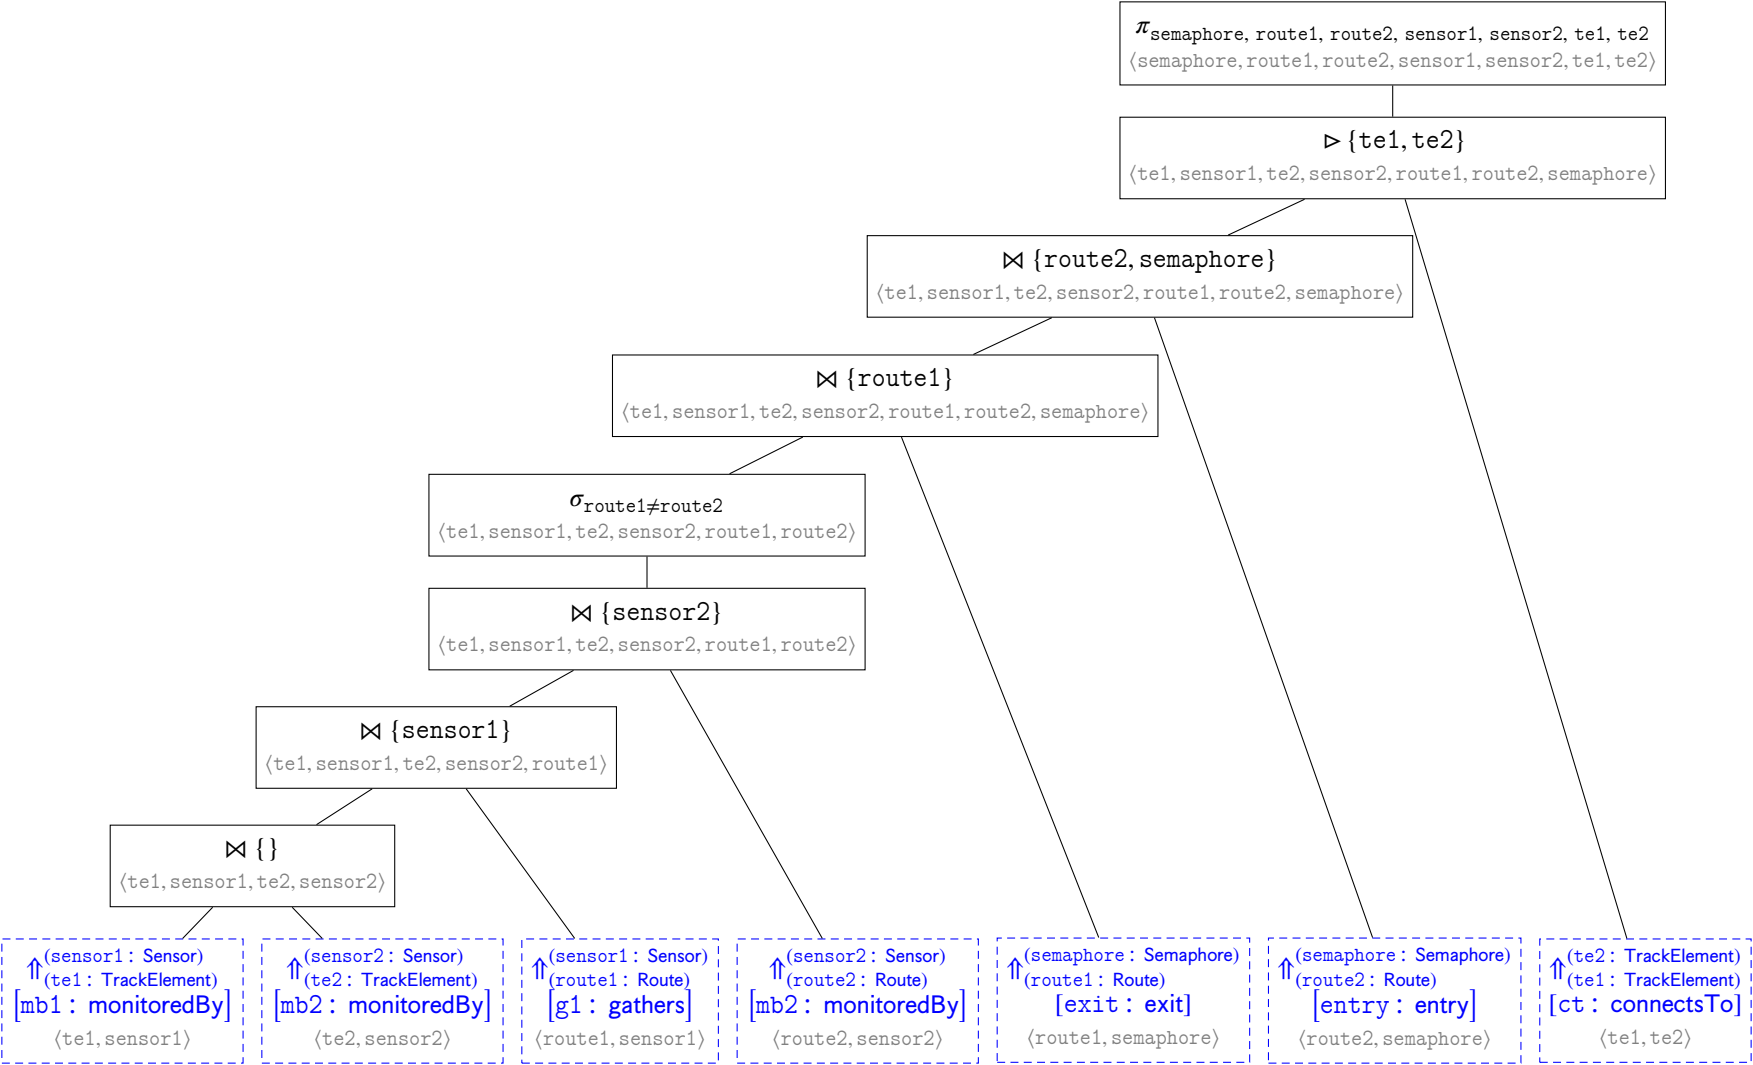 π semaphore, route1, route2, sensor1, sensor2, te1, te2
⟨semaphore, route1, route2, sensor1, sensor2, te1, te2⟩
▷ {te1, te2}
⟨te1, sensor1, te2, sensor2, route1, route2, semaphore⟩
⋈ {route2, semaphore}
⟨te1, sensor1, te2, sensor2, route1, route2, semaphore⟩
⋈ {route1}
⟨te1, sensor1, te2, sensor2, route1, route2, semaphore⟩
σ route1≠route2
⟨te1, sensor1, te2, sensor2, route1, route2⟩
⋈ {sensor2}
⟨te1, sensor1, te2, sensor2, route1, route2⟩
⋈ {sensor1}
⟨te1, sensor1, te2, sensor2, route1⟩
⋈ {}
⟨te1, sensor1, te2, sensor2⟩
⇑ (sensor1 : Sensor)
(te1 : TrackElement)
[mb1 : monitoredBy]
⟨te1, sensor1⟩
⇑ (sensor2 : Sensor)
(te2 : TrackElement)
[mb2 : monitoredBy]
⟨te2, sensor2⟩
⇑ (sensor1 : Sensor)
(route1 : Route)
[g1 : gathers]
⟨route1, sensor1⟩
⇑ (sensor2 : Sensor)
(route2 : Route)
[mb2 : monitoredBy]
⟨route2, sensor2⟩
⇑ (semaphore : Semaphore)
(route1 : Route)
[exit : exit]
⟨route1, semaphore⟩
⇑ (semaphore : Semaphore)
(route2 : Route)
[entry : entry]
⟨route2, semaphore⟩
⇑ (te2 : TrackElement)
(te1 : TrackElement)
[ct : connectsTo]
⟨te1, te2⟩